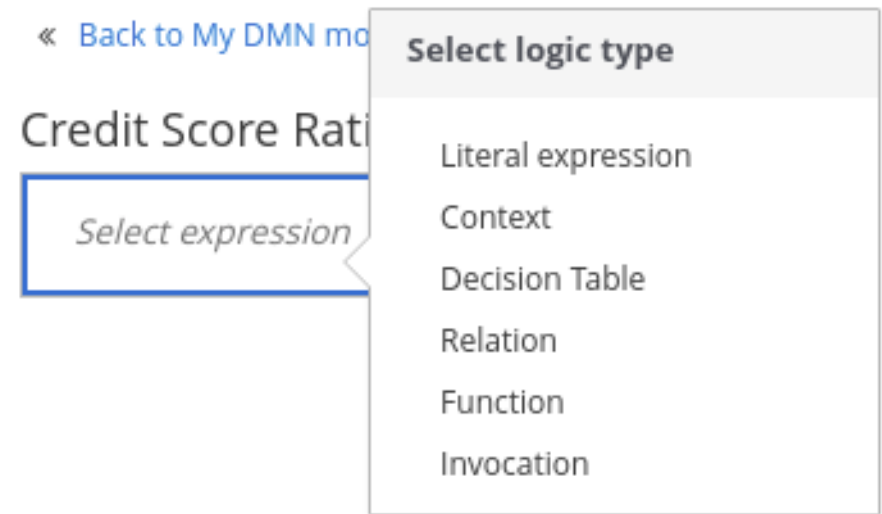 « Back to My DMN mo
Select logic type
Credit Score Rati
Select expression
Literal expression
Context
Decision Table
Relation
Function
Invocation